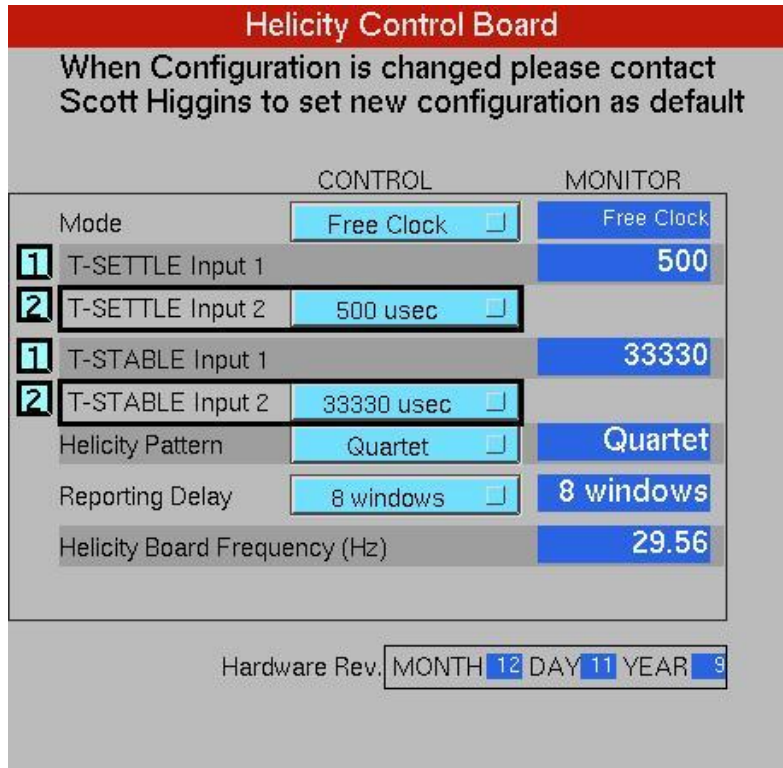 Helicity Control Board
When Configuration is changed please contact
Scott Higgins to set new configuration as default
CONTROL MONITOR
Mode Free Clock Free Clock
1 T-SETTLE Input 1 500
2 T-SETTLE Input 2 500 usec
1 T-STABLE Input 1 33330
2 T-STABLE Input 2 33330 usec
Helicity Pattern Quartet Quartet
Reporting Delay 8 windows 8 windows
Helicity Board Frequency (Hz) 29.56
Hardware Rev. MONTH 12 DAY 11 YEAR 9